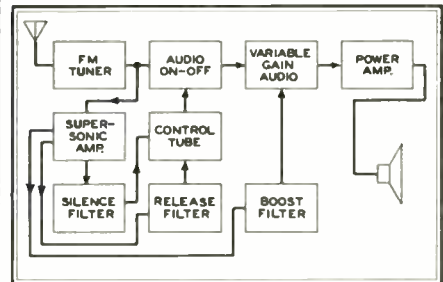 FM
TUNER
AUDIO
ON-OFF
VARIABLE
GAIN
AUDIO
POWER
AMP.
SUPER-
SONIC
AMP.
CONTROL
TUBE
SILENCE
FILTER
RELEASE
FILTER
BOOST
FILTER